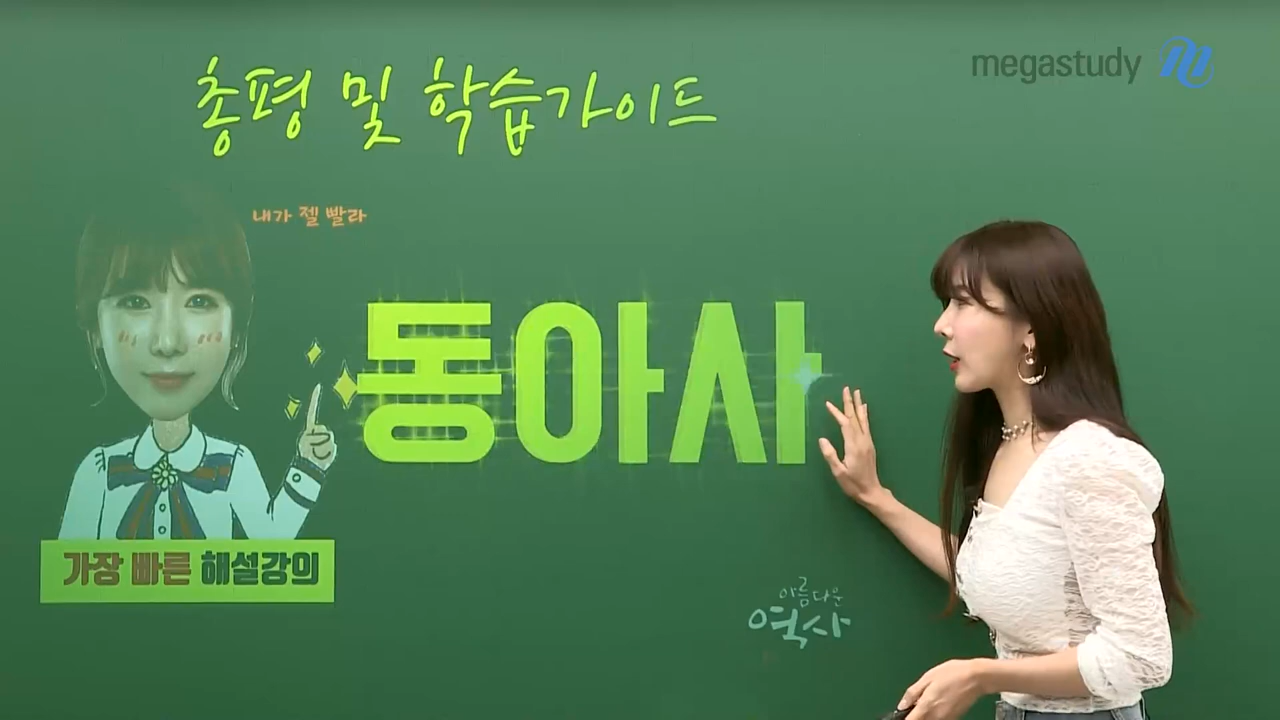 megastudy
총평 및 학습가이드
내가 젤 빨라
동아사
가장 빠른 해설강의
아름다운
역사